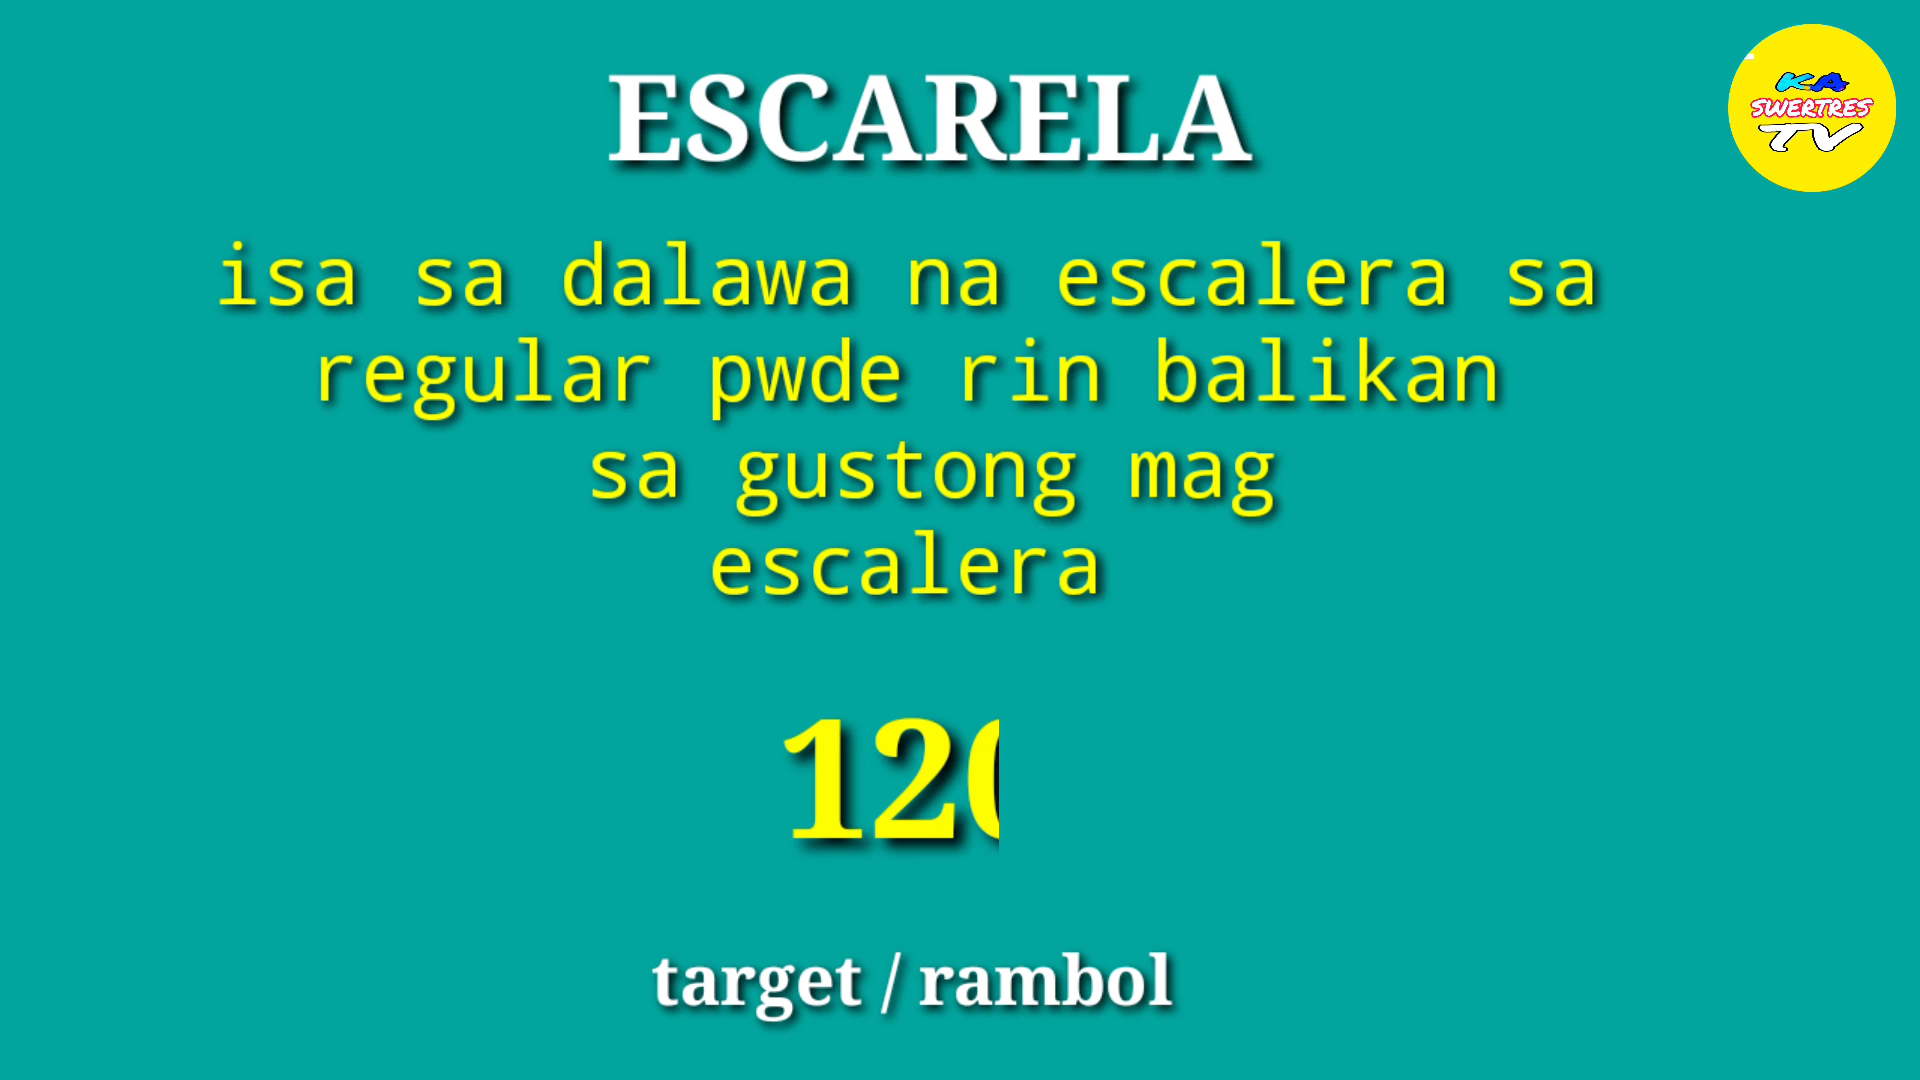 ESCARELA
KA
SWERTRES
TV
isa sa dalawa na escalera sa
regular pwde rin balikan
sa gustong mag
escalera
120
target / rambol